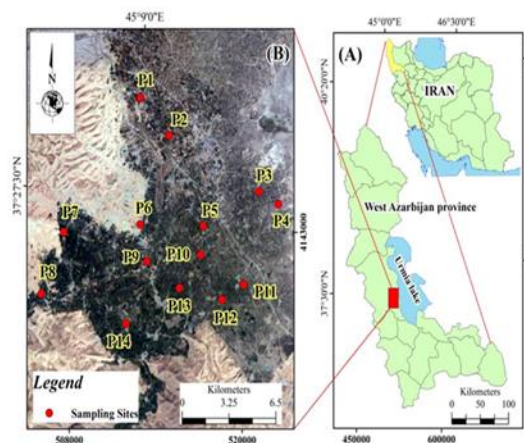 45°9'0"E
(B)
N
P1
P2
P3
P4
P5
P6
P7
P8
P9
P10
P11
P12
P13
P14
37°27'30"N
4143000
Legend
Sampling Sites
Kilometers
0 3.25 6.5
508000
520000
45°0'0"E
46°30'0"E
(A)
40°20'0"N
IRAN
West Azarbijan province
Urmia lake
37°30'0"N
Kilometers
0 25 50 100
450000
600000